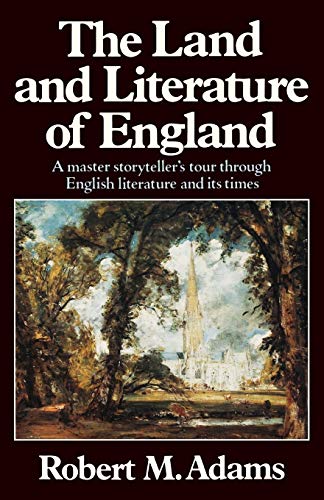 The Land
and Literature
of England
A master storyteller's tour through
English literature and its times
Robert M. Adams